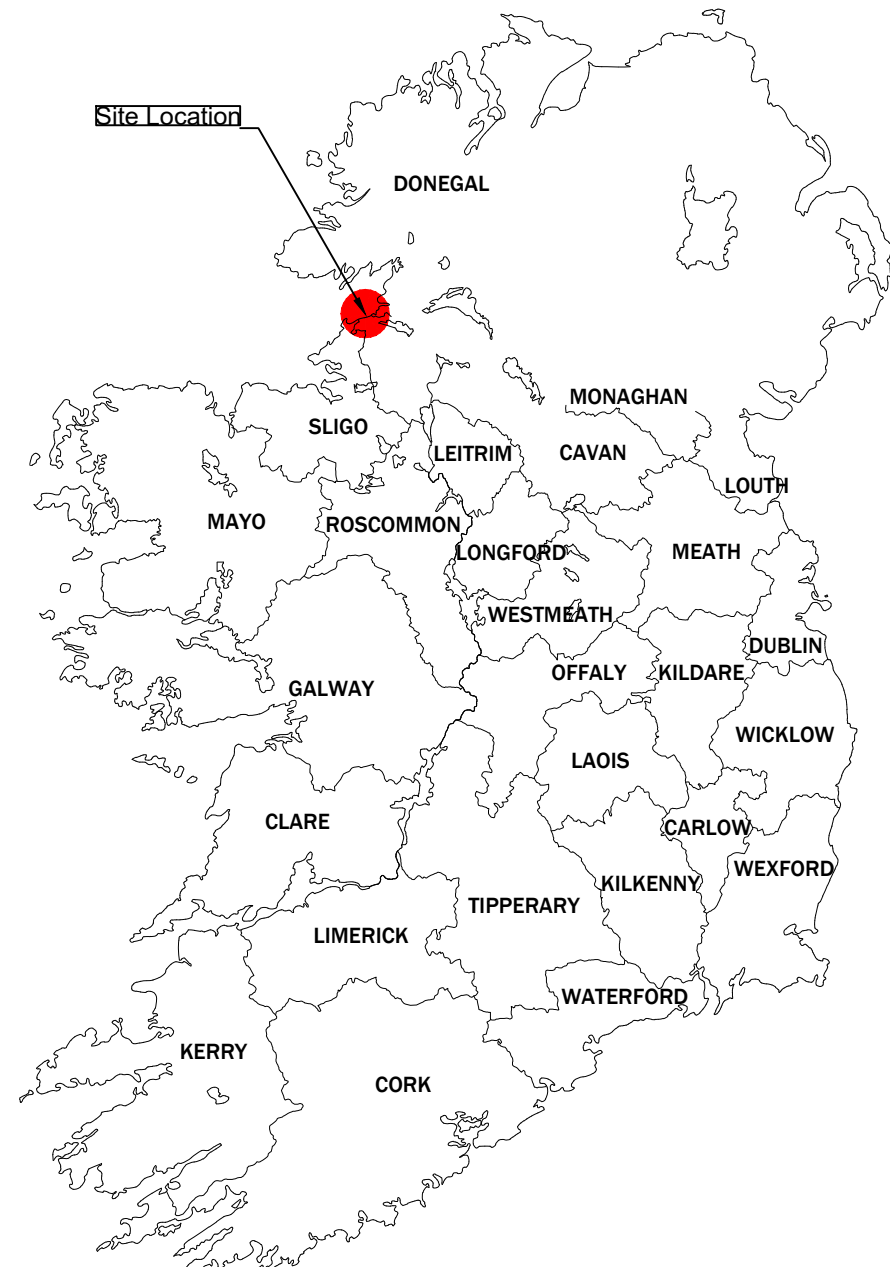 Site Location
DONEGAL
MONAGHAN
SLIGO
LEITRIM
CAVAN
LOUTH
MAYO
ROSCOMMON
LONGFORD
MEATH
WESTMEATH
DUBLIN
OFFALY
KILDARE
GALWAY
WICKLOW
LAOIS
CLARE
CARLOW
WEXFORD
KILKENNY
TIPPERARY
LIMERICK
WATERFORD
KERRY
CORK